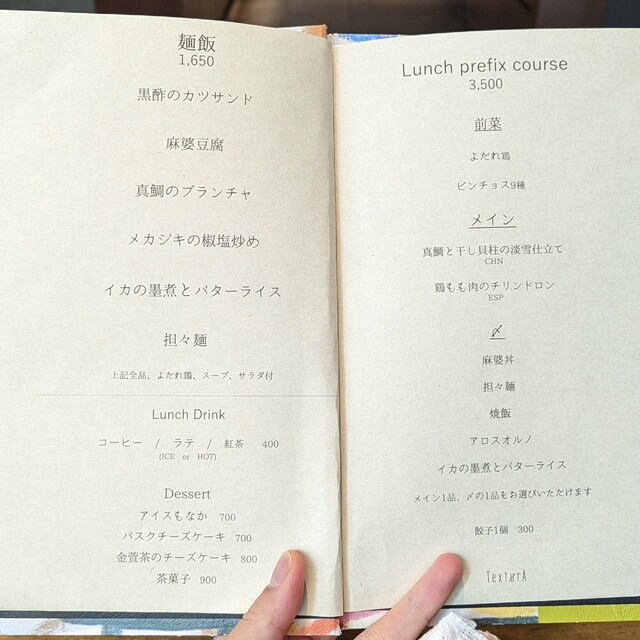 麺飯
1,650
黒酢のカツサンド
麻婆豆腐
真鯛のプランチャ
メカジキの椒塩炒め
イカの墨煮とバターライス
担々麺
上記全品、よだれ鶏、スープ、サラダ付
Lunch Drink
コーヒー / ラテ / 紅茶 400
(ICE or HOT)
Dessert
アイスもなか 700
バスクチーズケーキ 700
金萱茶のチーズケーキ 800
茶菓子 900
Lunch prefix course
3,500
前菜
よだれ鶏
ピンチョス9種
メイン
真鯛と干し貝柱の淡雪仕立て
CHN
鶏もも肉のチリンドロン
ESP
〆
麻婆丼
担々麺
焼飯
アロスオルノ
イカの墨煮とバターライス
メイン1品、〆の1品をお選びいただけます
餃子1個 300
TexturA